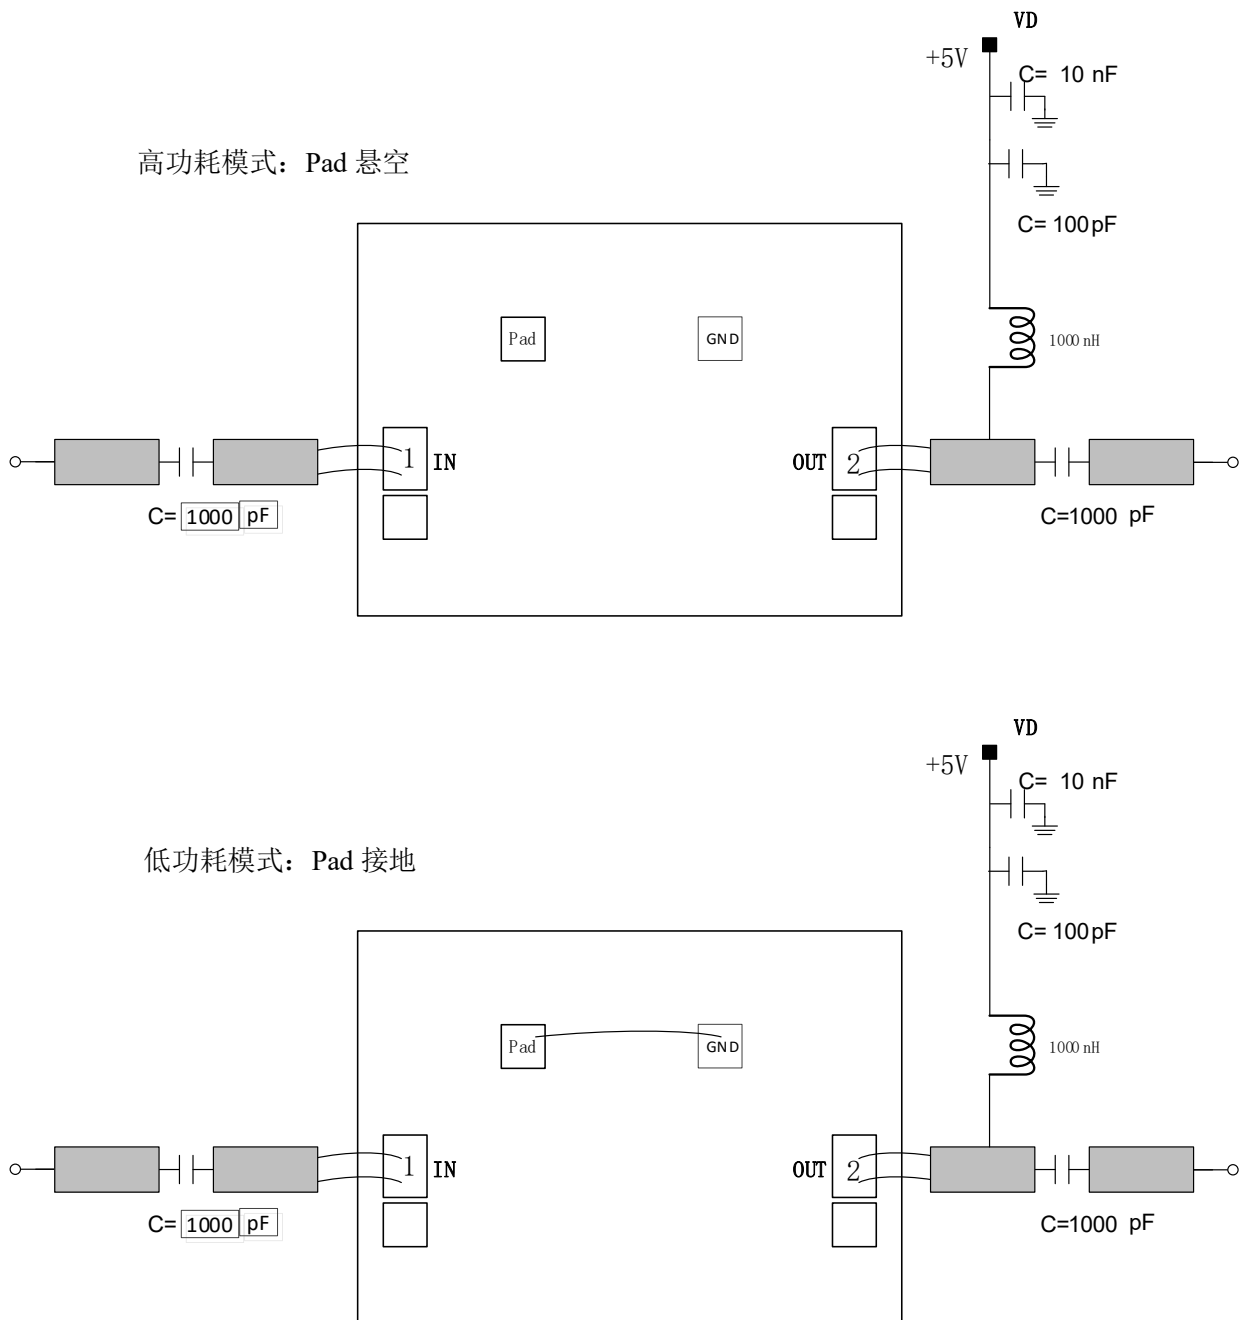 VD
+5V
C= 10 nF
高功耗模式：Pad 悬空
C= 100pF
Pad
GND
1000 nH
1 IN
OUT 2
C= 1000 pF
C=1000 pF
VD
+5V
C= 10 nF
低功耗模式：Pad 接地
C= 100pF
Pad
GND
1000 nH
1 IN
OUT 2
C= 1000 pF
C=1000 pF